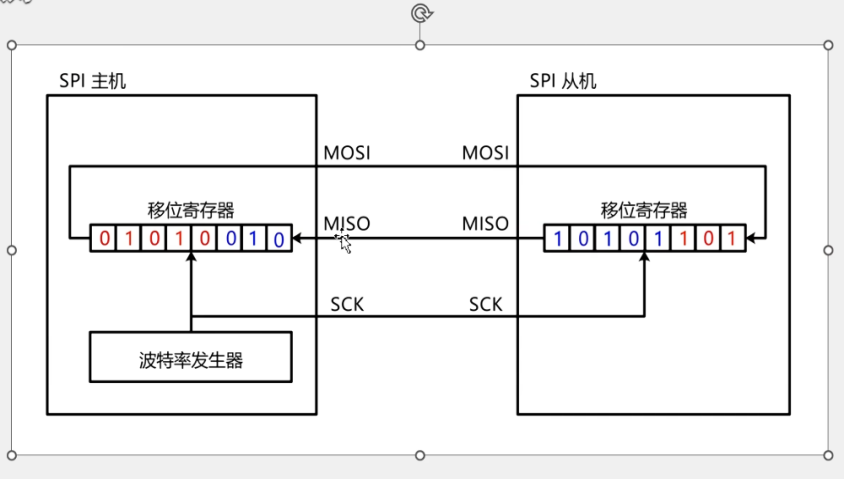 SPI 主机
SPI 从机
MOSI
MOSI
移位寄存器
移位寄存器
MISO
MISO
0 1 0 1 0 0 1 0
1 0 1 0 1 1 0 1
SCK
SCK
波特率发生器